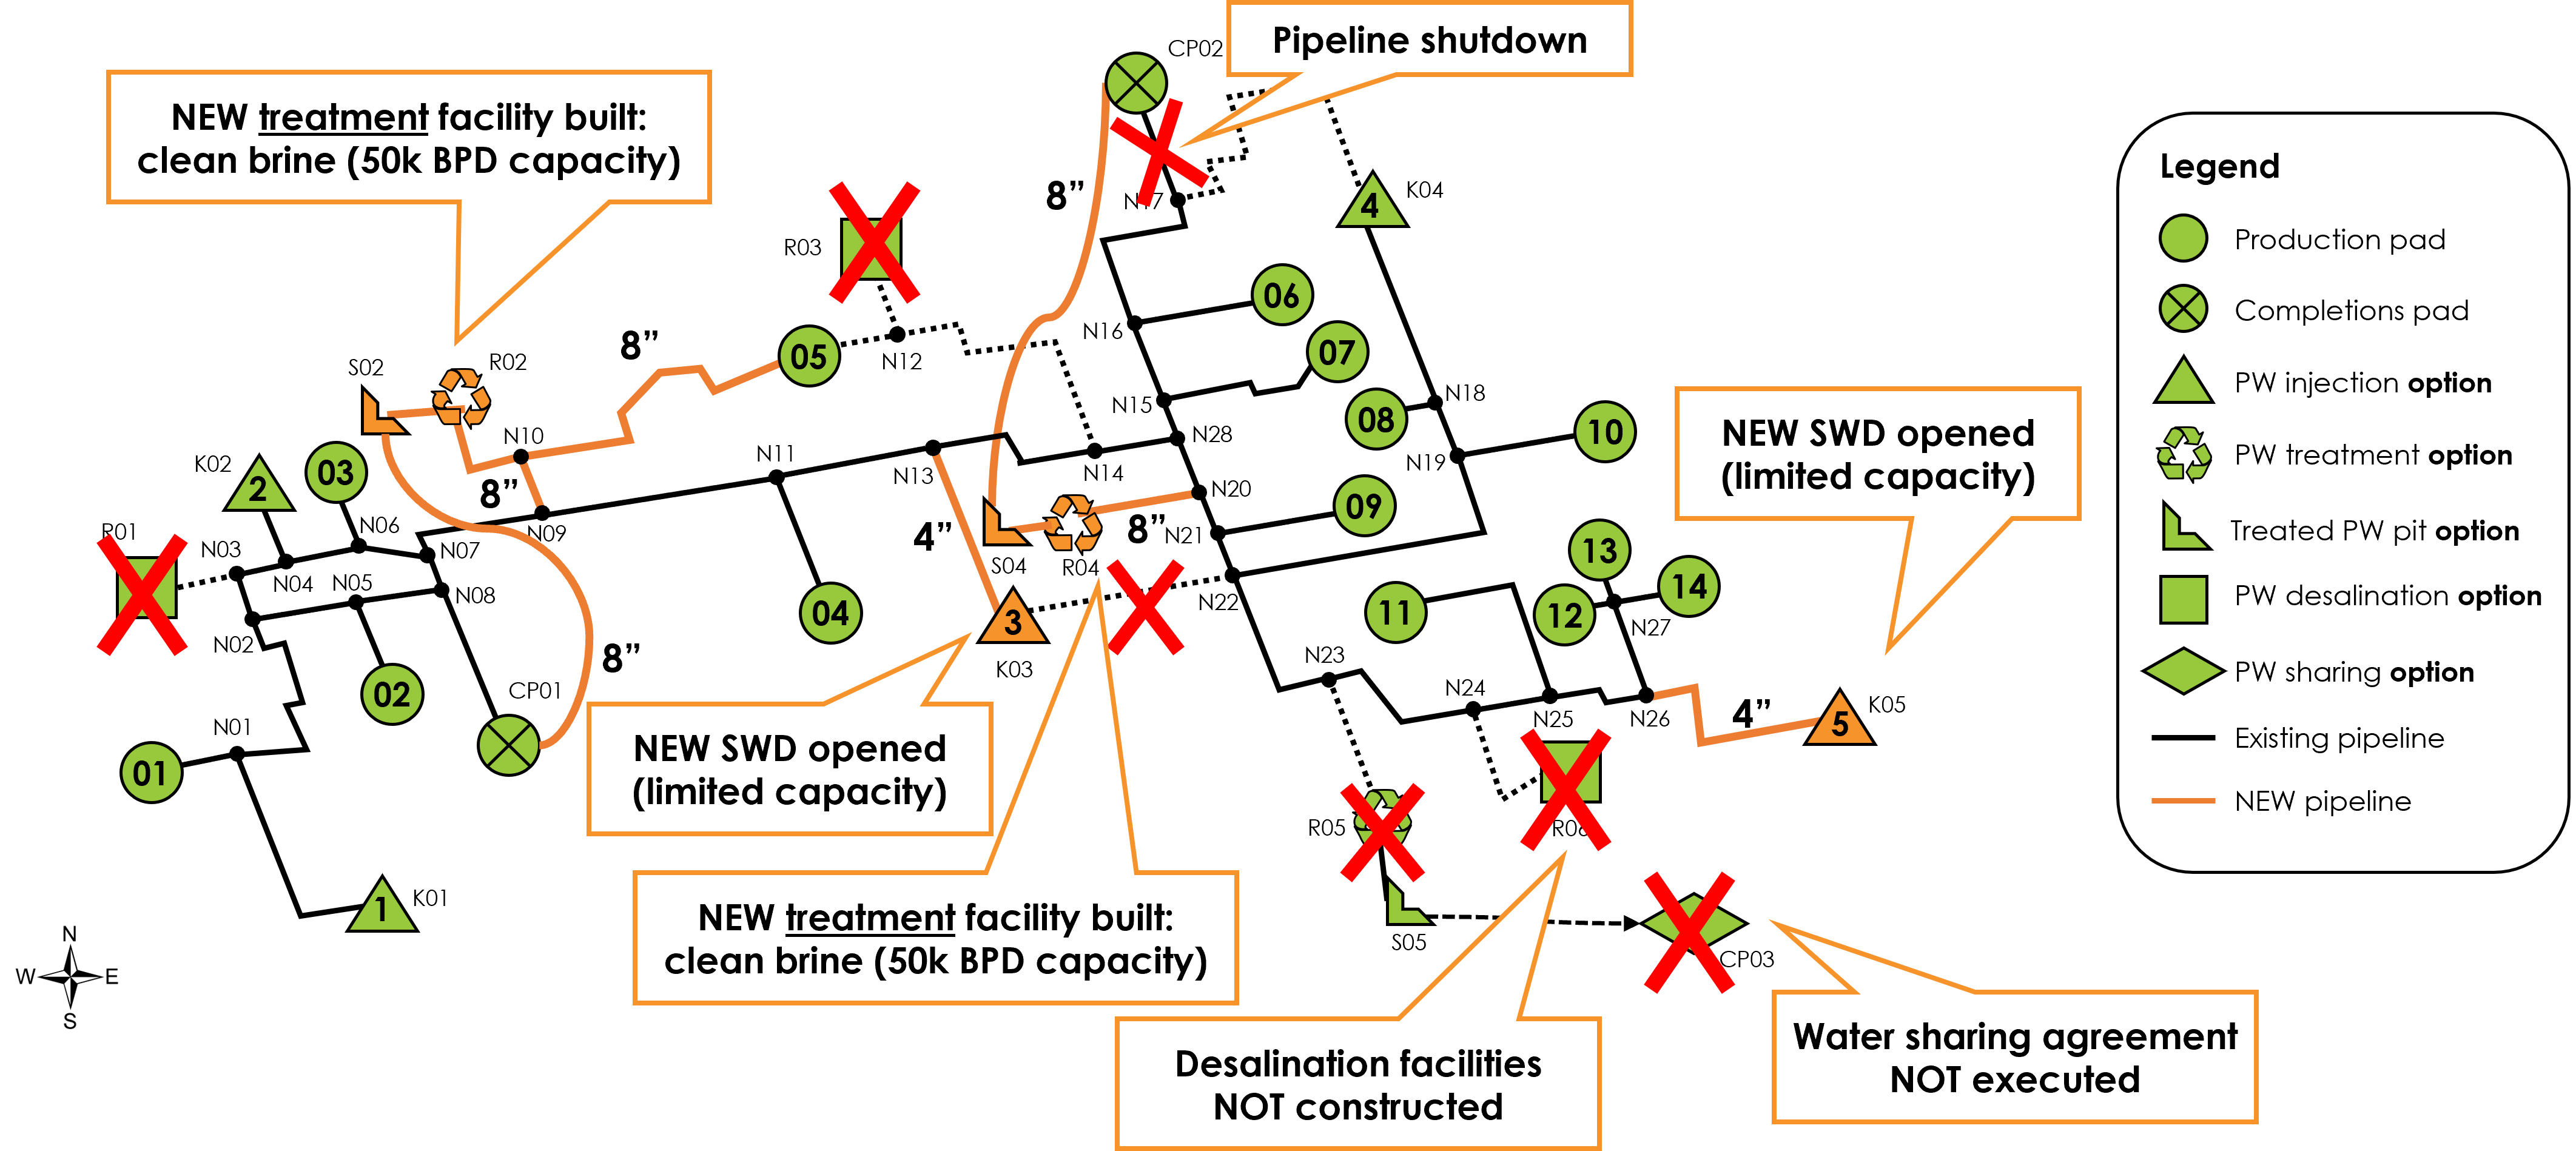 CP02
Pipeline shutdown
NEW treatment facility built:
clean brine (50k BPD capacity)
8”
N17
4
K04
R03
06
N16
8”
05
N12
07
S02
R02
N15
08
N18
10
N10
N28
N19
N11
N13
N14
K02
2
03
8”
N20
09
N06
N09
4”
8”
N21
R01
N03
N07
S04
R04
N04
N05
N08
N22
04
3
K03
11
13
12
14
N27
N02
02
8”
N23
CP01
N24
N25
N26
4”
5
K05
N01
01
1
K01
R05
R06
S05
CP03
NEW SWD opened
(limited capacity)
NEW SWD opened
(limited capacity)
NEW treatment facility built:
clean brine (50k BPD capacity)
Desalination facilities
NOT constructed
Water sharing agreement
NOT executed
N
W
E
S
Legend
Production pad
Completions pad
PW injection option
PW treatment option
Treated PW pit option
PW desalination option
PW sharing option
Existing pipeline
NEW pipeline